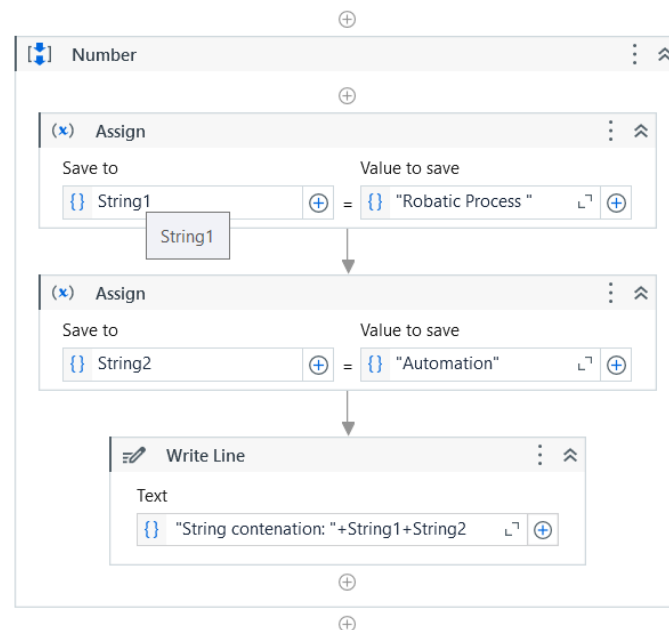 Number
Assign
Save to
Value to save
String1
=
"Robatic Process "
String1
Assign
Save to
Value to save
String2
=
"Automation"
Write Line
Text
"String contenation: "+String1+String2